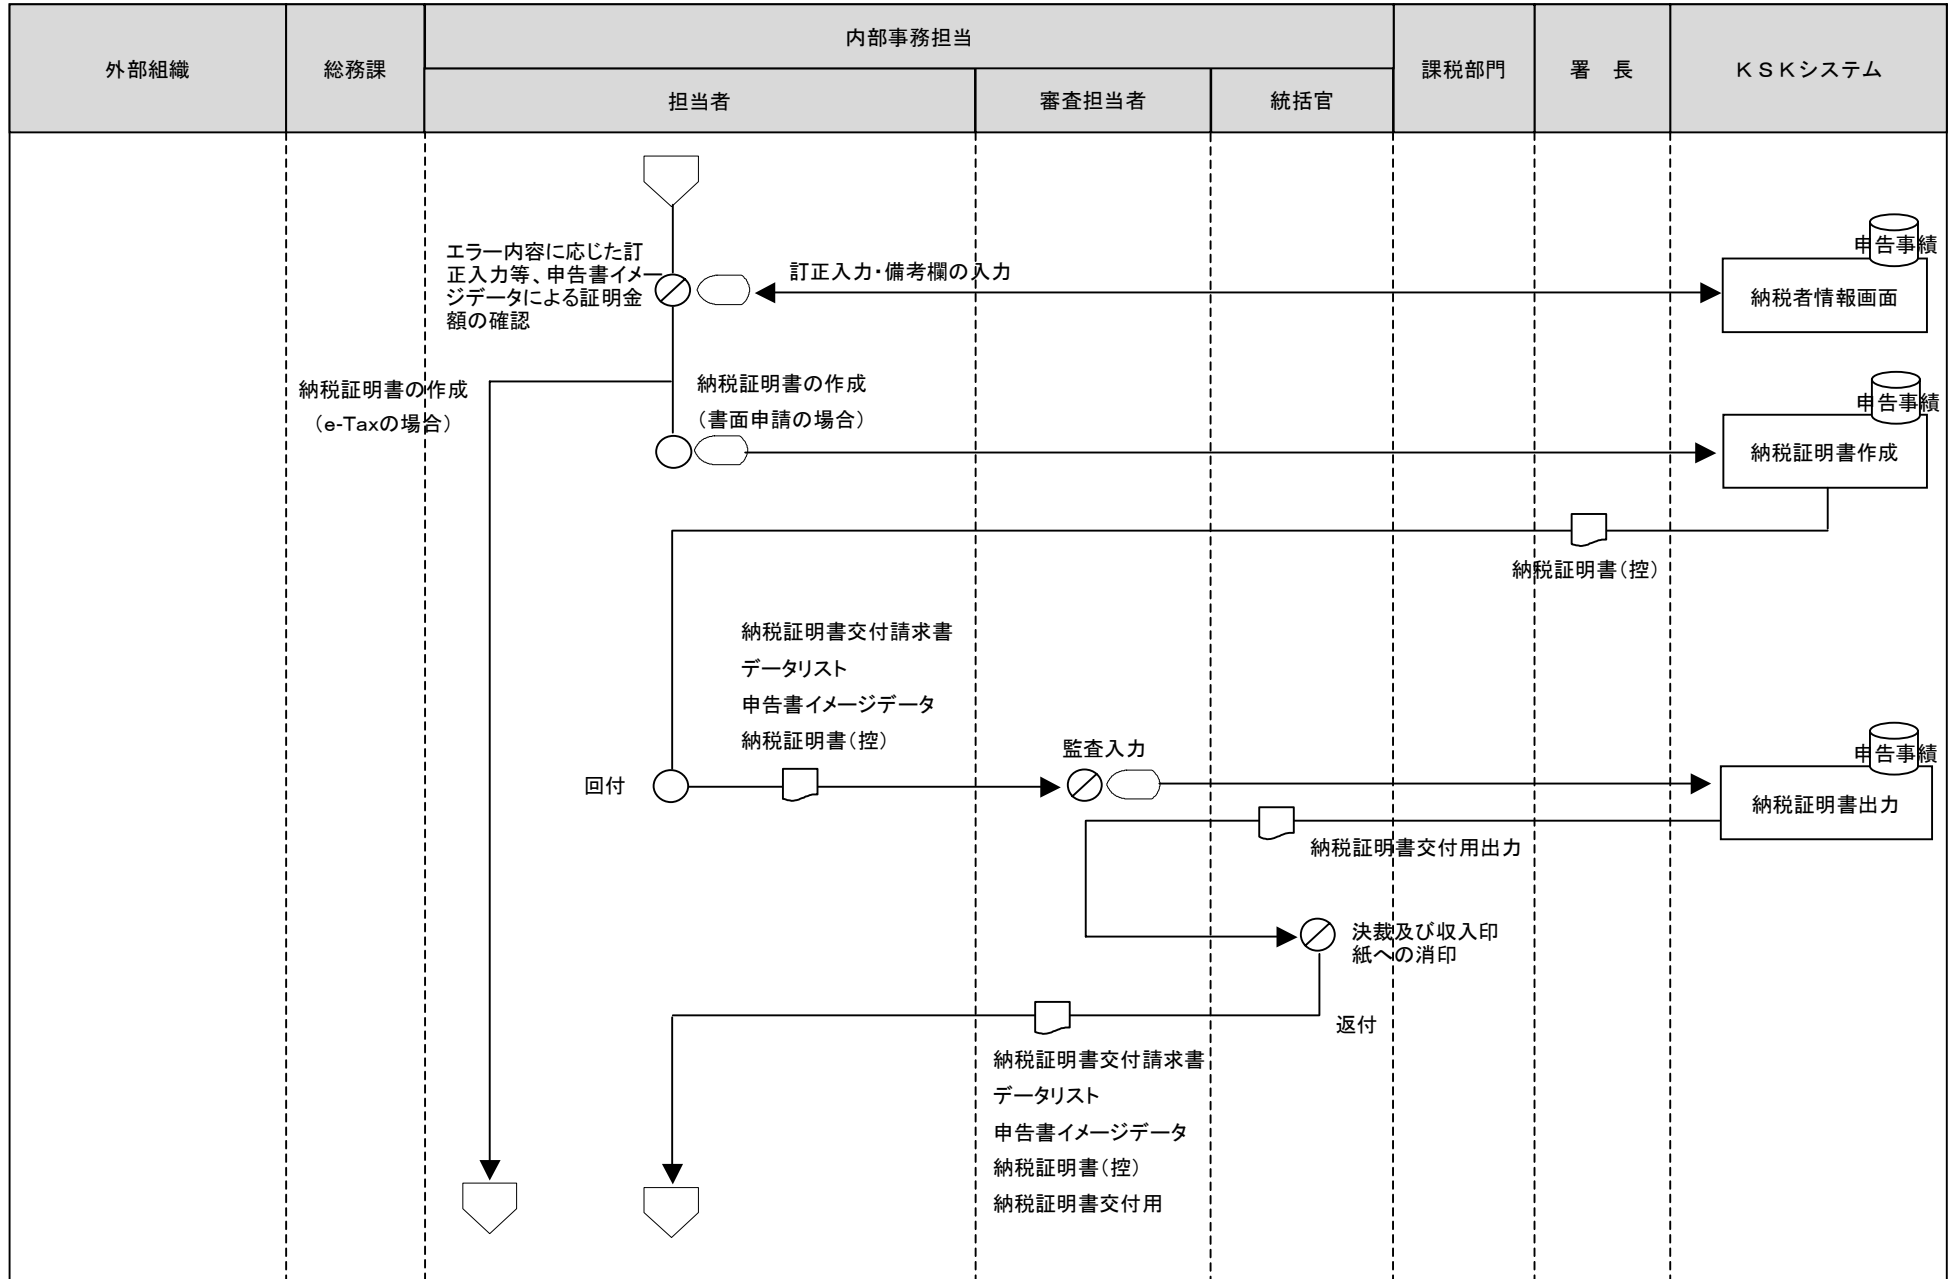 外部組織
総務課
内部事務担当
担当者
審査担当者
統括官
課税部門
署　長
ＫＳＫシステム
エラー内容に応じた訂
正入力等、申告書イメー
ジデータによる証明金
額の確認
訂正入力・備考欄の入力
申告事績
納税者情報画面
納税証明書の作成
（e-Taxの場合）
納税証明書の作成
（書面申請の場合）
申告事績
納税証明書作成
納税証明書（控）
納税証明書交付請求書
データリスト
申告書イメージデータ
納税証明書（控）
回付
監査入力
申告事績
納税証明書出力
納税証明書交付用出力
決裁及び収入印
紙への消印
返付
納税証明書交付請求書
データリスト
申告書イメージデータ
納税証明書（控）
納税証明書交付用